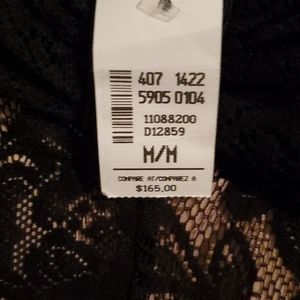 407 1422
5905 0104
11088200
D12859
M/M
COMPARE AT/COMPAREZ A
$165.00